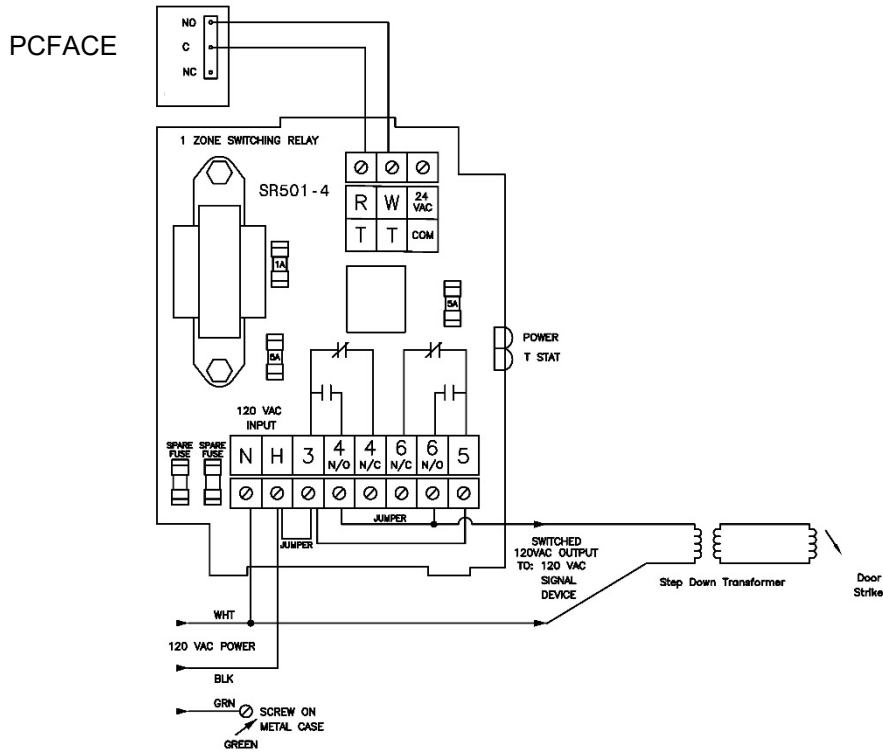 PCFACE
NO
C
NC
1 ZONE SWITCHING RELAY
SR501-4
R W 24 VAC
T T COM
1A
5A
5A
POWER
T STAT
120 VAC
INPUT
SPARE FUSE
SPARE FUSE
N H 3 4 N/O 4 N/C 6 N/C 6 N/O 5
JUMPER
JUMPER
SWITCHED
120VAC OUTPUT
TO: 120 VAC
SIGNAL
DEVICE
Step Down Transformer
Door
Strike
WHT
120 VAC POWER
BLK
GRN
SCREW ON
METAL CASE
GREEN